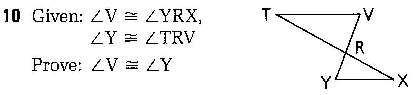 10 Given: ∠V ≅ ∠YRX,
∠Y ≅ ∠TRV
Prove: ∠V ≅ ∠Y
T V
R
Y X